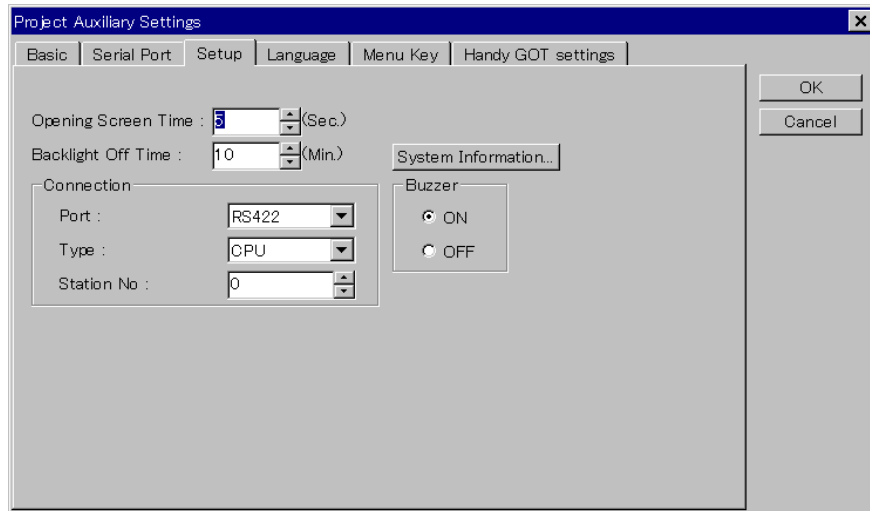 Project Auxiliary Settings
Basic Serial Port Setup Language Menu Key Handy GOT settings
OK
Cancel
Opening Screen Time : 5 (Sec.)
Backlight Off Time : 10 (Min.)
System Information...
Connection
Port : RS422
Type : CPU
Station No : 0
Buzzer
ON
OFF